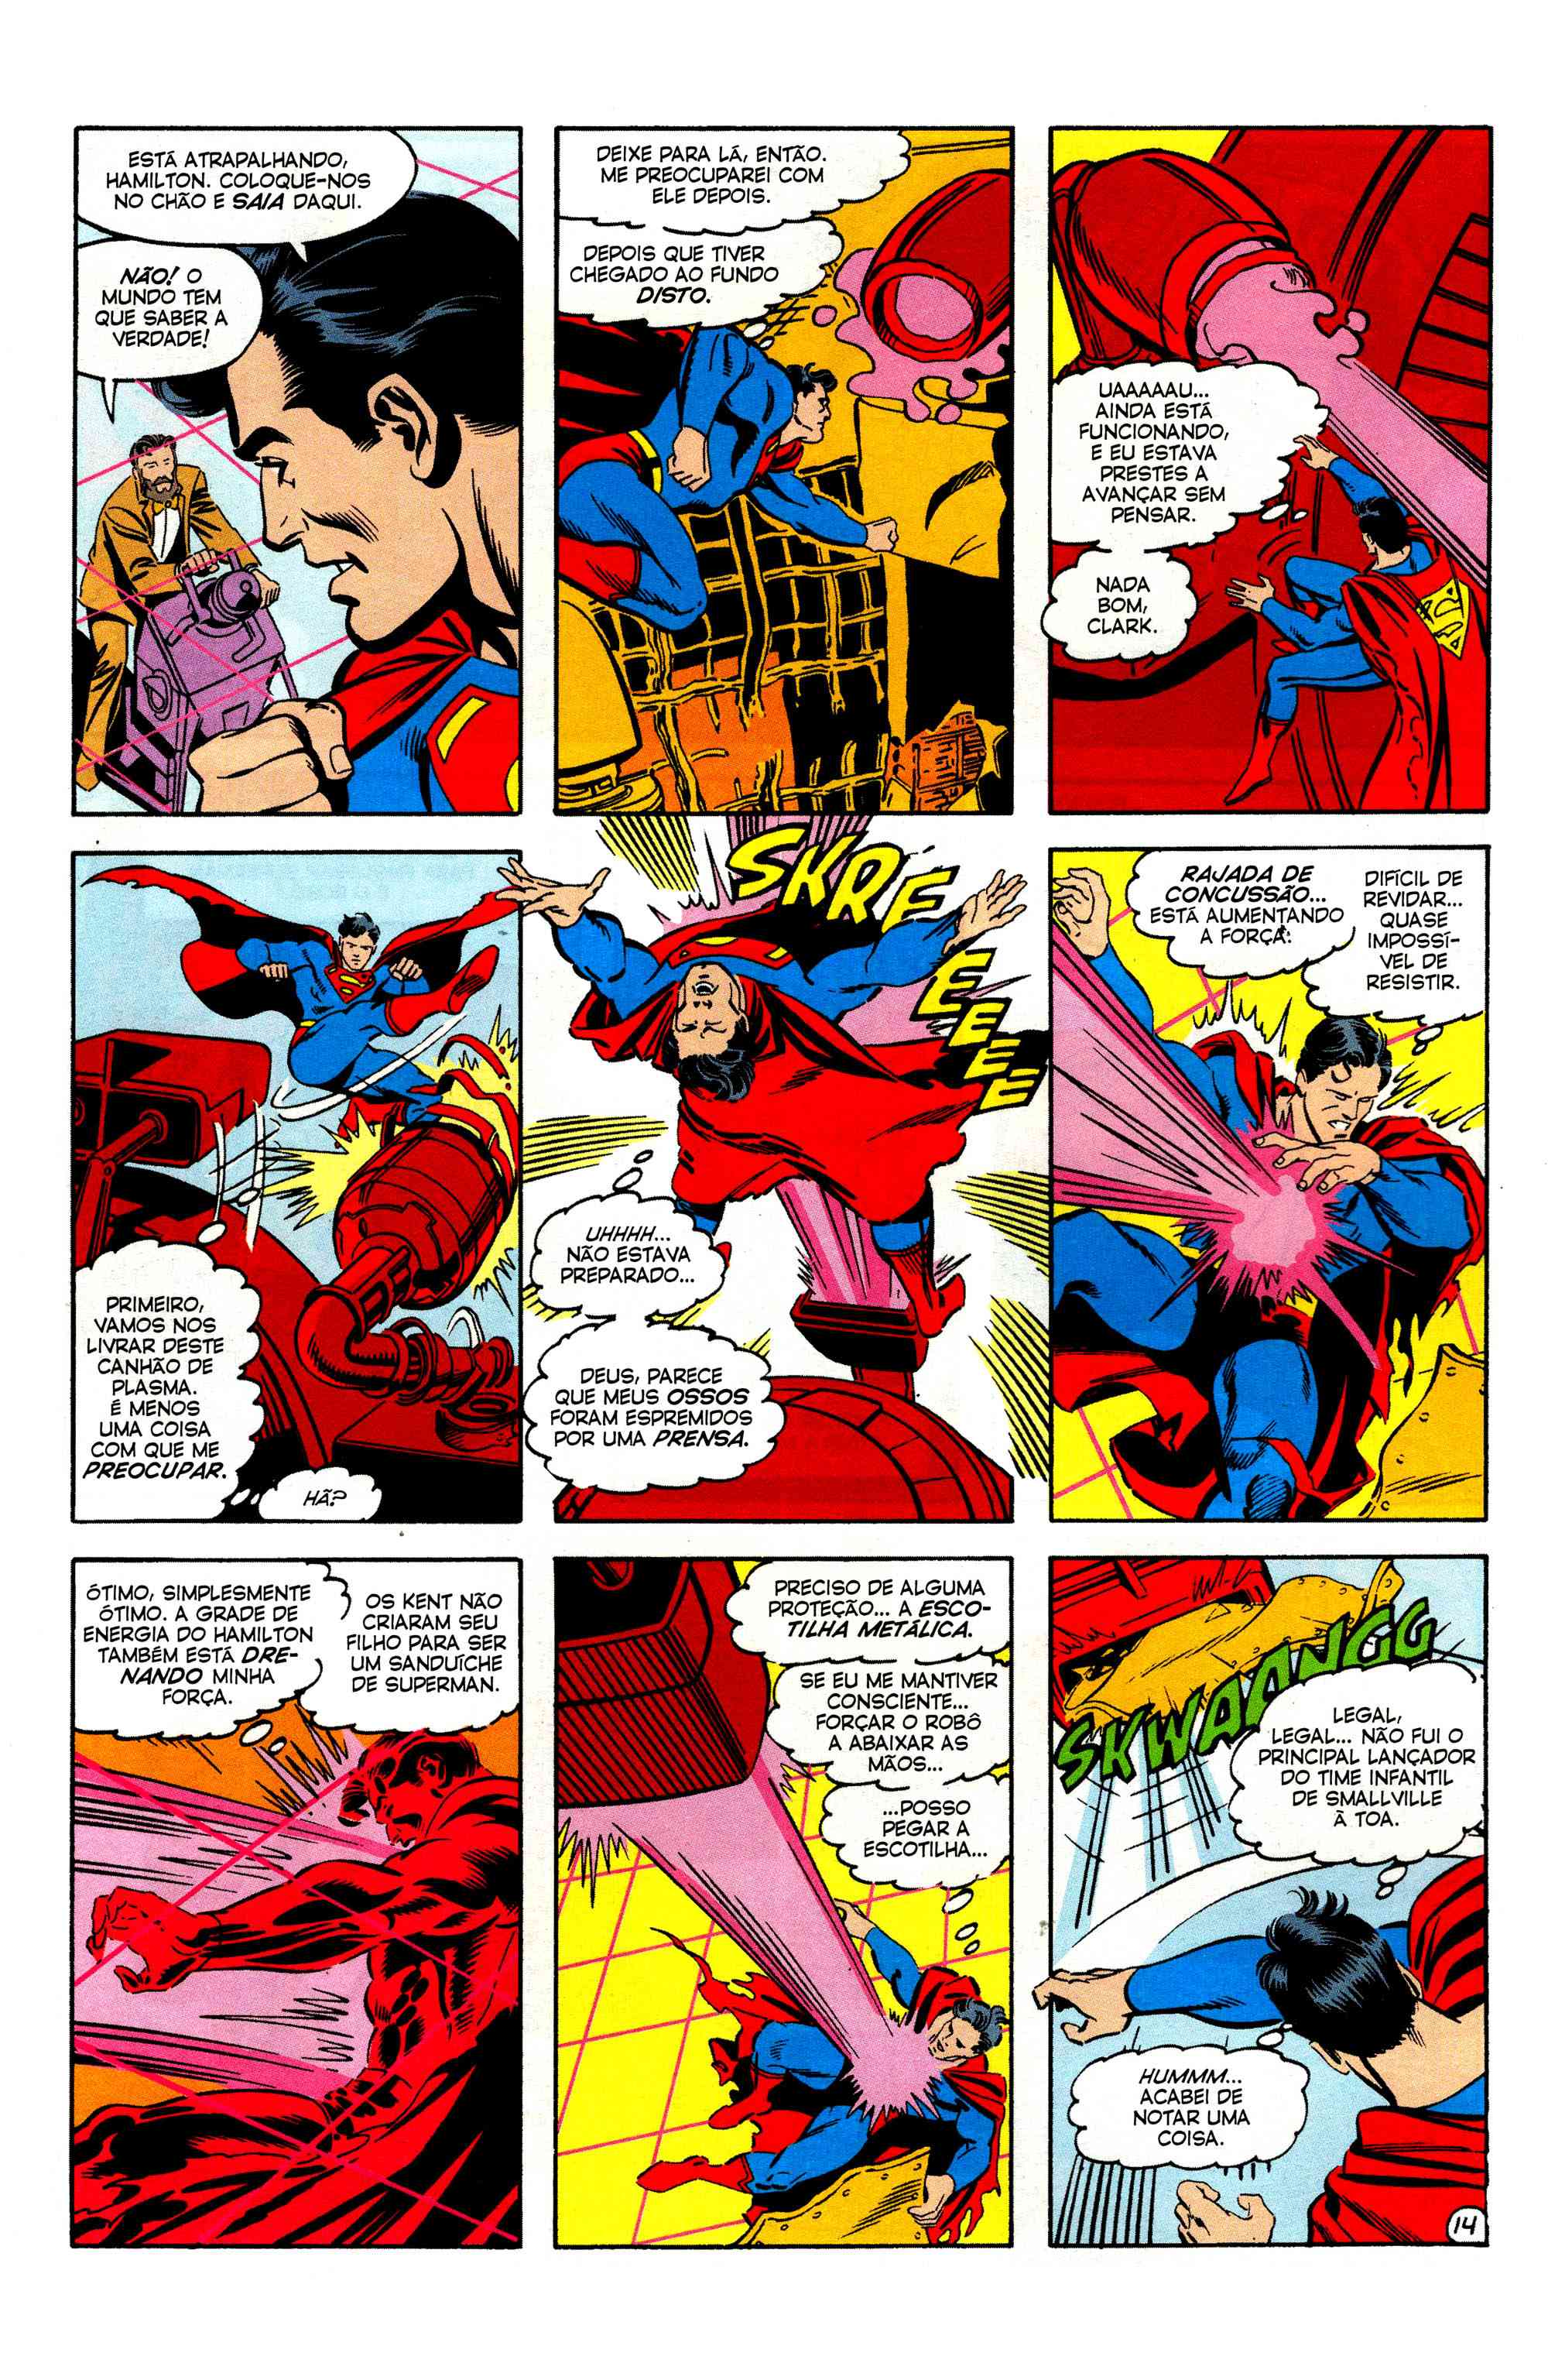 ESTÁ ATRAPALHANDO,
HAMILTON. COLOQUE-NOS
NO CHÃO E SAIA DAQUI.
NÃO! O
MUNDO TEM
QUE SABER A
VERDADE!
DEIXE PARA LÁ, ENTÃO.
ME PREOCUPAREI COM
ELE DEPOIS.
DEPOIS QUE TIVER
CHEGADO AO FUNDO
DISTO.
UAAAAAU...
AINDA ESTÁ
FUNCIONANDO,
E EU ESTAVA
PRESTES A
AVANÇAR SEM
PENSAR.
NADA
BOM,
CLARK.
PRIMEIRO,
VAMOS NOS
LIVRAR DESTE
CANHÃO DE
PLASMA.
É MENOS
UMA COISA
COM QUE ME
PREOCUPAR.
HÃ?
SKREEEEEE
UHHHH...
NÃO ESTAVA
PREPARADO...
DEUS, PARECE
QUE MEUS OSSOS
FORAM ESPREMIDOS
POR UMA PRENSA.
RAJADA DE
CONCUSSÃO...
ESTÁ AUMENTANDO
A FORÇA.
DIFÍCIL DE
REVIDAR...
QUASE
IMPOSSÍ-
VEL DE
RESISTIR.
ÓTIMO, SIMPLESMENTE
ÓTIMO. A GRADE DE
ENERGIA DO HAMILTON
TAMBÉM ESTÁ DRE-
NANDO MINHA
FORÇA.
OS KENT NÃO
CRIARAM SEU
FILHO PARA SER
UM SANDUÍCHE
DE SUPERMAN.
PRECISO DE ALGUMA
PROTEÇÃO... A ESCO-
TILHA METÁLICA.
SE EU ME MANTIVER
CONSCIENTE...
FORÇAR O ROBÔ
A ABAIXAR AS
MÃOS...
...POSSO
PEGAR A
ESCOTILHA...
SKWAANGG
LEGAL,
LEGAL... NÃO FUI O
PRINCIPAL LANÇADOR
DO TIME INFANTIL
DE SMALLVILLE
À TOA.
HUMMM...
ACABEI DE
NOTAR UMA
COISA.
14